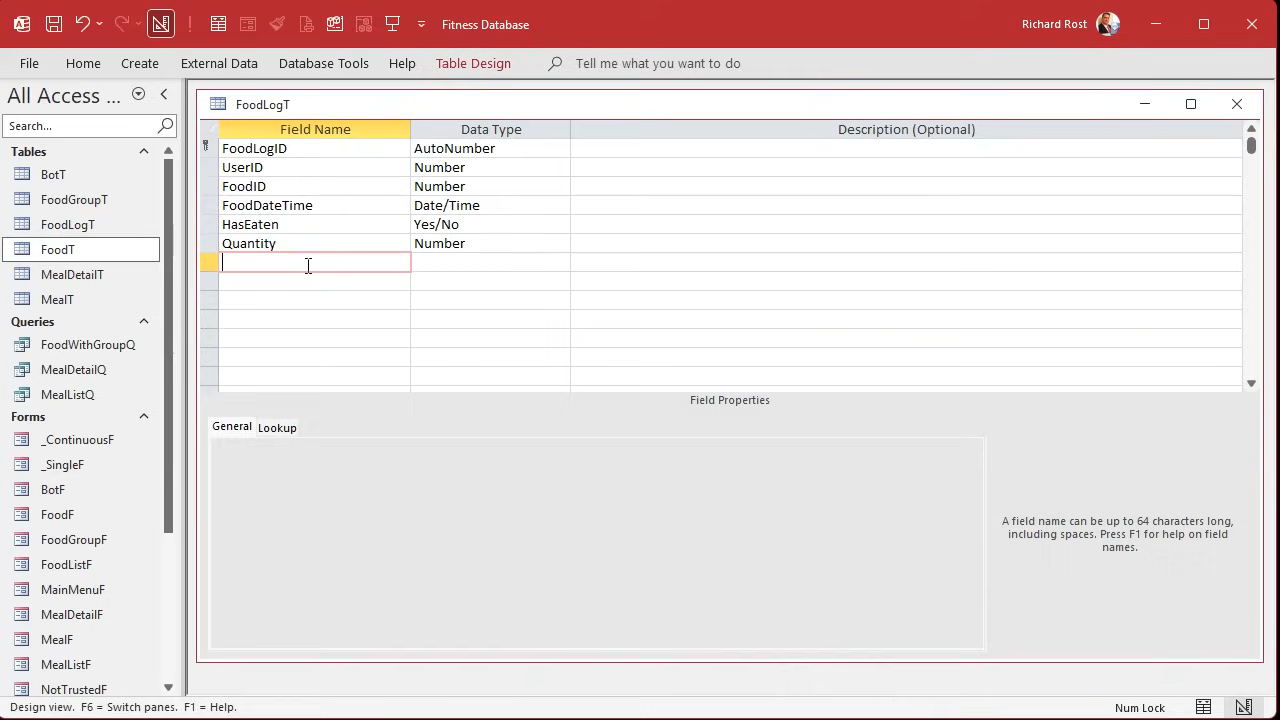 Fitness Database
Richard Rost
File
Home
Create
External Data
Database Tools
Help
Table Design
Tell me what you want to do
All Access ...
Search...
Tables
BotT
FoodGroupT
FoodLogT
FoodT
MealDetailT
MealT
Queries
FoodWithGroupQ
MealDetailQ
MealListQ
Forms
_ContinuousF
_SingleF
BotF
FoodF
FoodGroupF
FoodListF
MainMenuF
MealDetailF
MealF
MealListF
NotTrustedF
FoodLogT
Field Name Data Type Description (Optional)
FoodLogID AutoNumber
UserID Number
FoodID Number
FoodDateTime Date/Time
HasEaten Yes/No
Quantity Number
Field Properties
General Lookup
A field name can be up to 64 characters long,
including spaces. Press F1 for help on field
names.
Design view. F6 = Switch panes. F1 = Help.
Num Lock